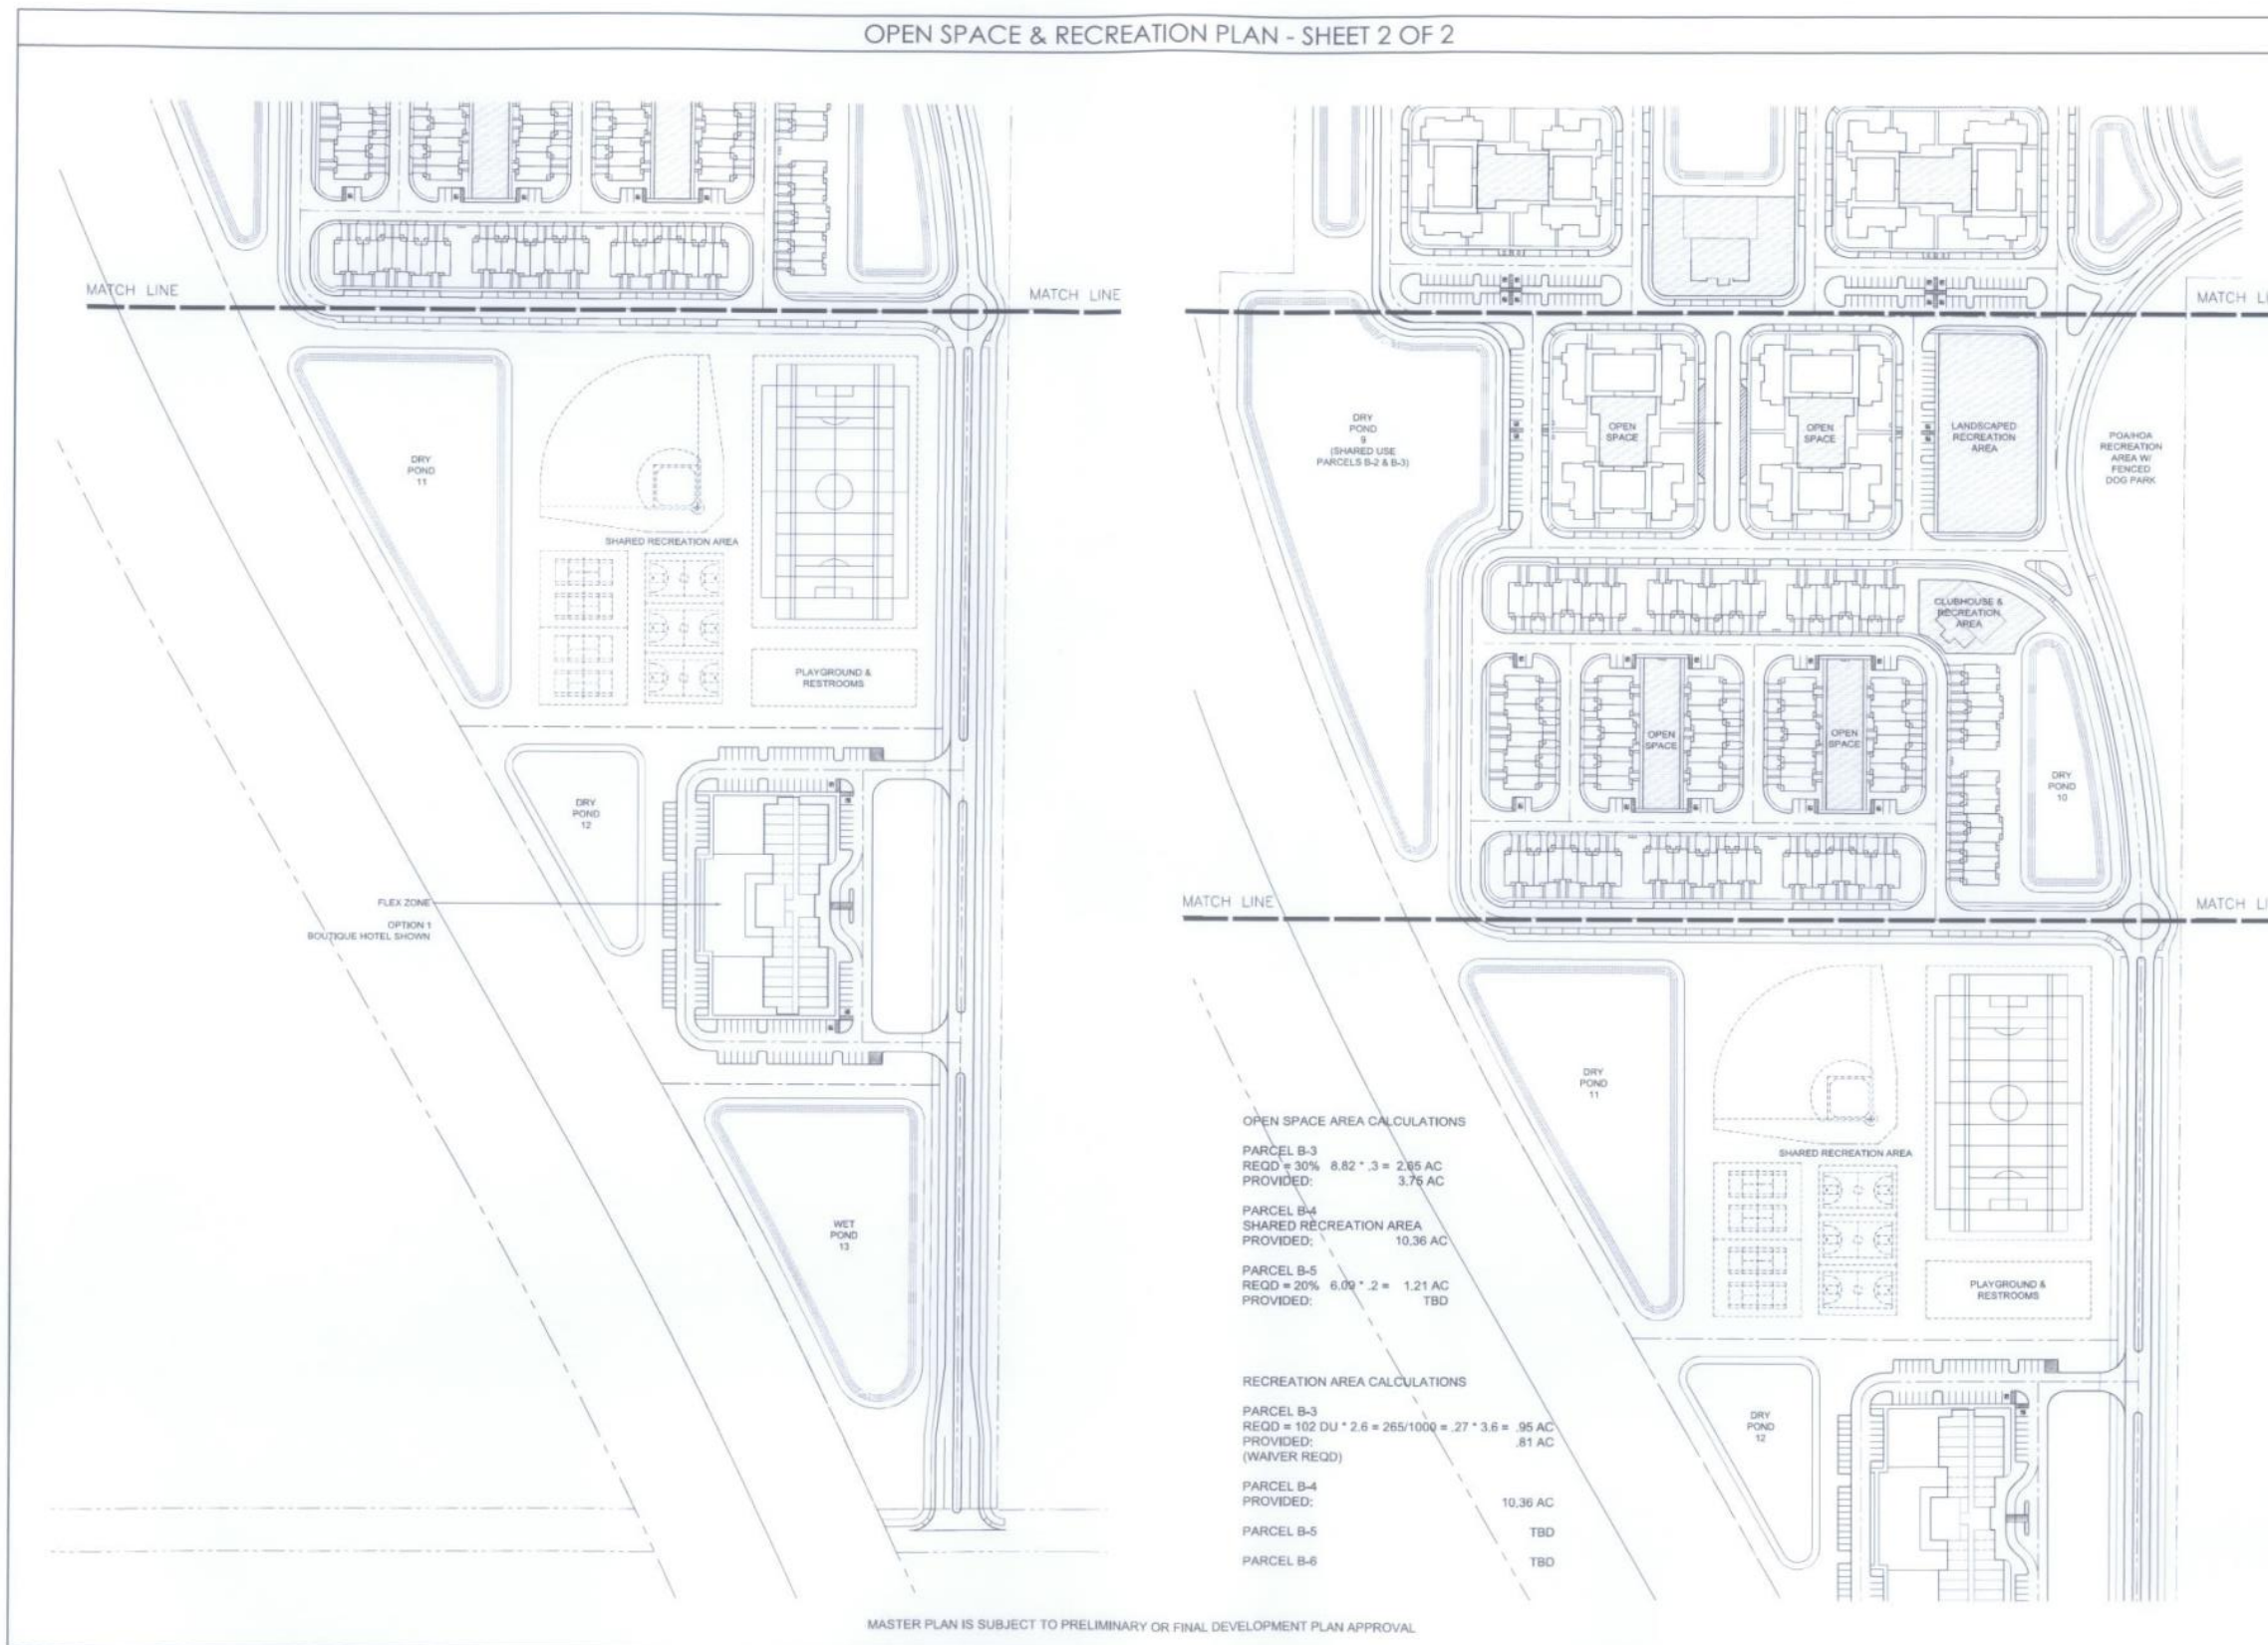 OPEN SPACE & RECREATION PLAN - SHEET 2 OF 2
MATCH LINE
MATCH LINE
DRY
POND
11
SHARED RECREATION AREA
PLAYGROUND &
RESTROOMS
DRY
POND
12
FLEX ZONE
OPTION 1
BOUTIQUE HOTEL SHOWN
WET
POND
13
MATCH LI
DRY
POND
9
(SHARED USE
PARCELS B-2 & B-3)
OPEN
SPACE
OPEN
SPACE
LANDSCAPED
RECREATION
AREA
POA/HOA
RECREATION
AREA W/
FENCED
DOG PARK
CLUBHOUSE &
RECREATION
AREA
OPEN
SPACE
OPEN
SPACE
DRY
POND
10
MATCH LINE
MATCH LI
DRY
POND
11
SHARED RECREATION AREA
PLAYGROUND &
RESTROOMS
DRY
POND
12
OPEN SPACE AREA CALCULATIONS
PARCEL B-3
REQD = 30% 8.82 * .3 = 2.65 AC
PROVIDED: 3.75 AC
PARCEL B-4
SHARED RECREATION AREA
PROVIDED: 10.36 AC
PARCEL B-5
REQD = 20% 6.09 * .2 = 1.21 AC
PROVIDED: TBD
RECREATION AREA CALCULATIONS
PARCEL B-3
REQD = 102 DU * 2.6 = 265/1000 = .27 * 3.6 = .95 AC
PROVIDED: .81 AC
(WAIVER REQD)
PARCEL B-4
PROVIDED: 10.36 AC
PARCEL B-5 TBD
PARCEL B-6 TBD
MASTER PLAN IS SUBJECT TO PRELIMINARY OR FINAL DEVELOPMENT PLAN APPROVAL